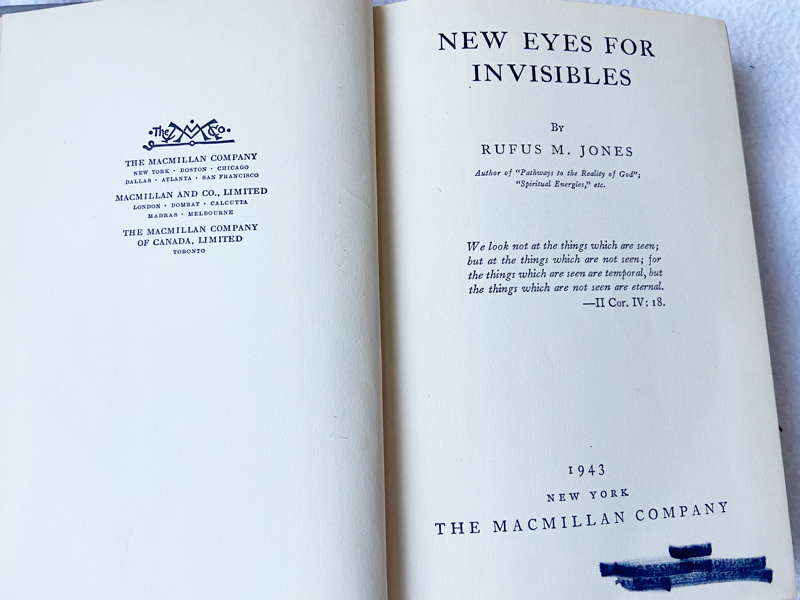 The M Co
THE MACMILLAN COMPANY
NEW YORK · BOSTON · CHICAGO
DALLAS · ATLANTA · SAN FRANCISCO
MACMILLAN AND CO., LIMITED
LONDON · BOMBAY · CALCUTTA
MADRAS · MELBOURNE
THE MACMILLAN COMPANY
OF CANADA, LIMITED
TORONTO
NEW EYES FOR
INVISIBLES
By
RUFUS M. JONES
Author of "Pathways to the Reality of God";
"Spiritual Energies," etc.
We look not at the things which are seen;
but at the things which are not seen; for
the things which are seen are temporal, but
the things which are not seen are eternal.
—II Cor. IV: 18.
1943
NEW YORK
THE MACMILLAN COMPANY